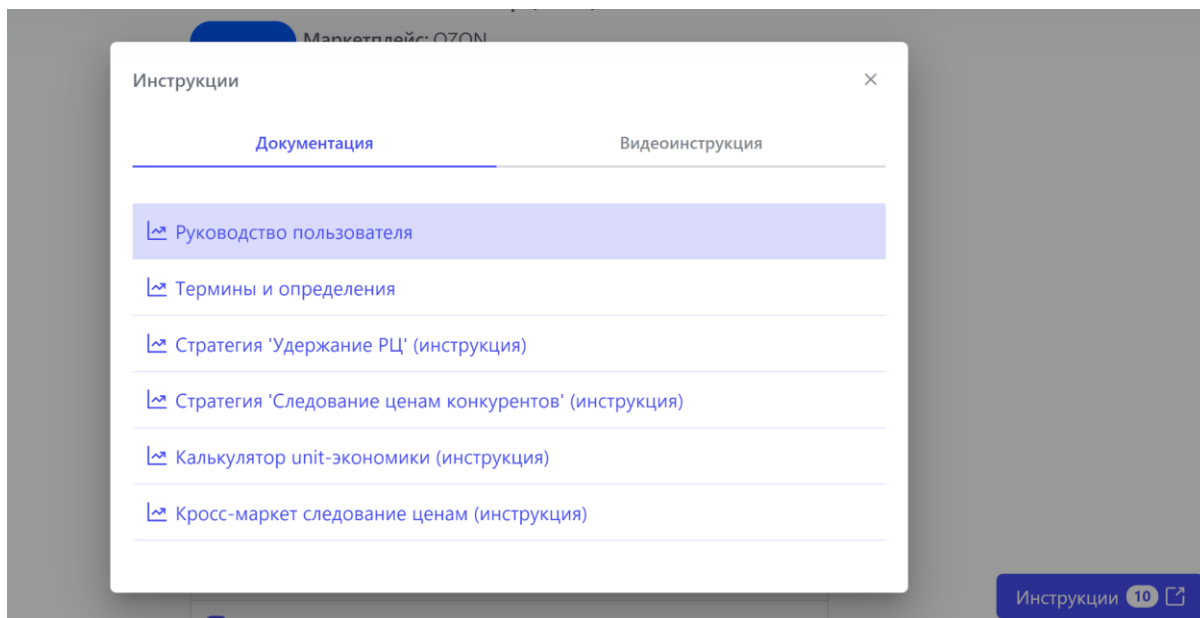 Маркетплейс: OZON
Инструкции
Документация
Видеоинструкция
Руководство пользователя
Термины и определения
Стратегия 'Удержание РЦ' (инструкция)
Стратегия 'Следование ценам конкурентов' (инструкция)
Калькулятор unit-экономики (инструкция)
Кросс-маркет следование ценам (инструкция)
Инструкции 10